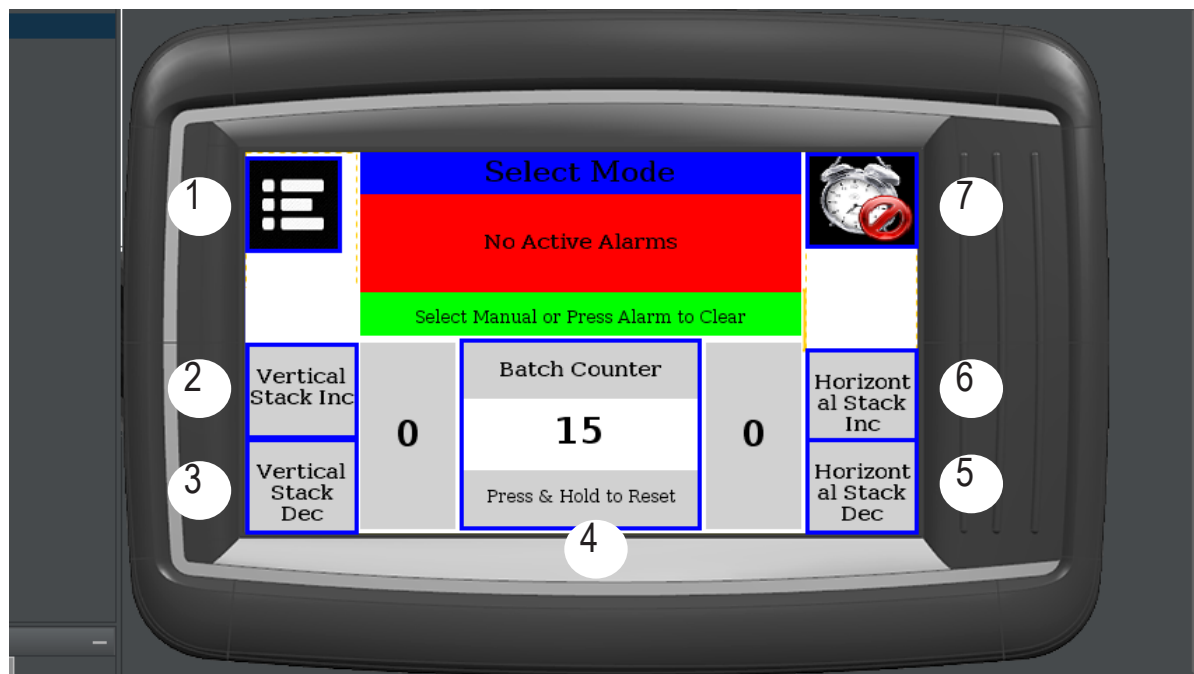 Select Mode
1
7
No Active Alarms
Select Manual or Press Alarm to Clear
2
Vertical
Stack Inc
0
Batch Counter
15
Press & Hold to Reset
0
Horizont
al Stack
Inc
6
3
Vertical
Stack
Dec
Horizont
al Stack
Dec
5
4